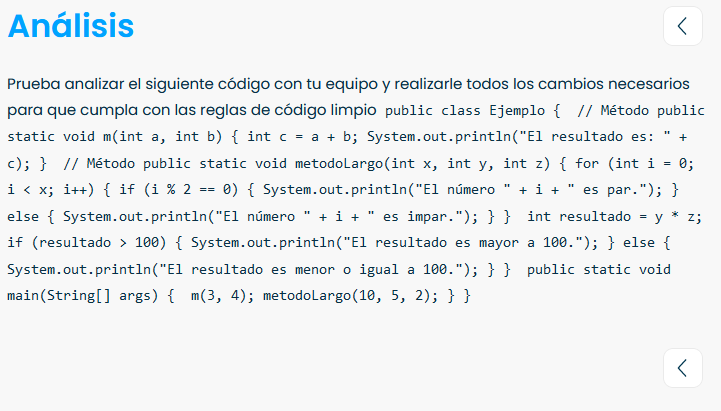 Análisis
Prueba analizar el siguiente código con tu equipo y realizarle todos los cambios necesarios
para que cumpla con las reglas de código limpio public class Ejemplo { // Método public
static void m(int a, int b) { int c = a + b; System.out.println("El resultado es: " +
c); } // Método public static void metodoLargo(int x, int y, int z) { for (int i = 0;
i < x; i++) { if (i % 2 == 0) { System.out.println("El número " + i + " es par."); }
else { System.out.println("El número " + i + " es impar."); } } int resultado = y * z;
if (resultado > 100) { System.out.println("El resultado es mayor a 100."); } else {
System.out.println("El resultado es menor o igual a 100."); } } public static void
main(String[] args) { m(3, 4); metodoLargo(10, 5, 2); } }